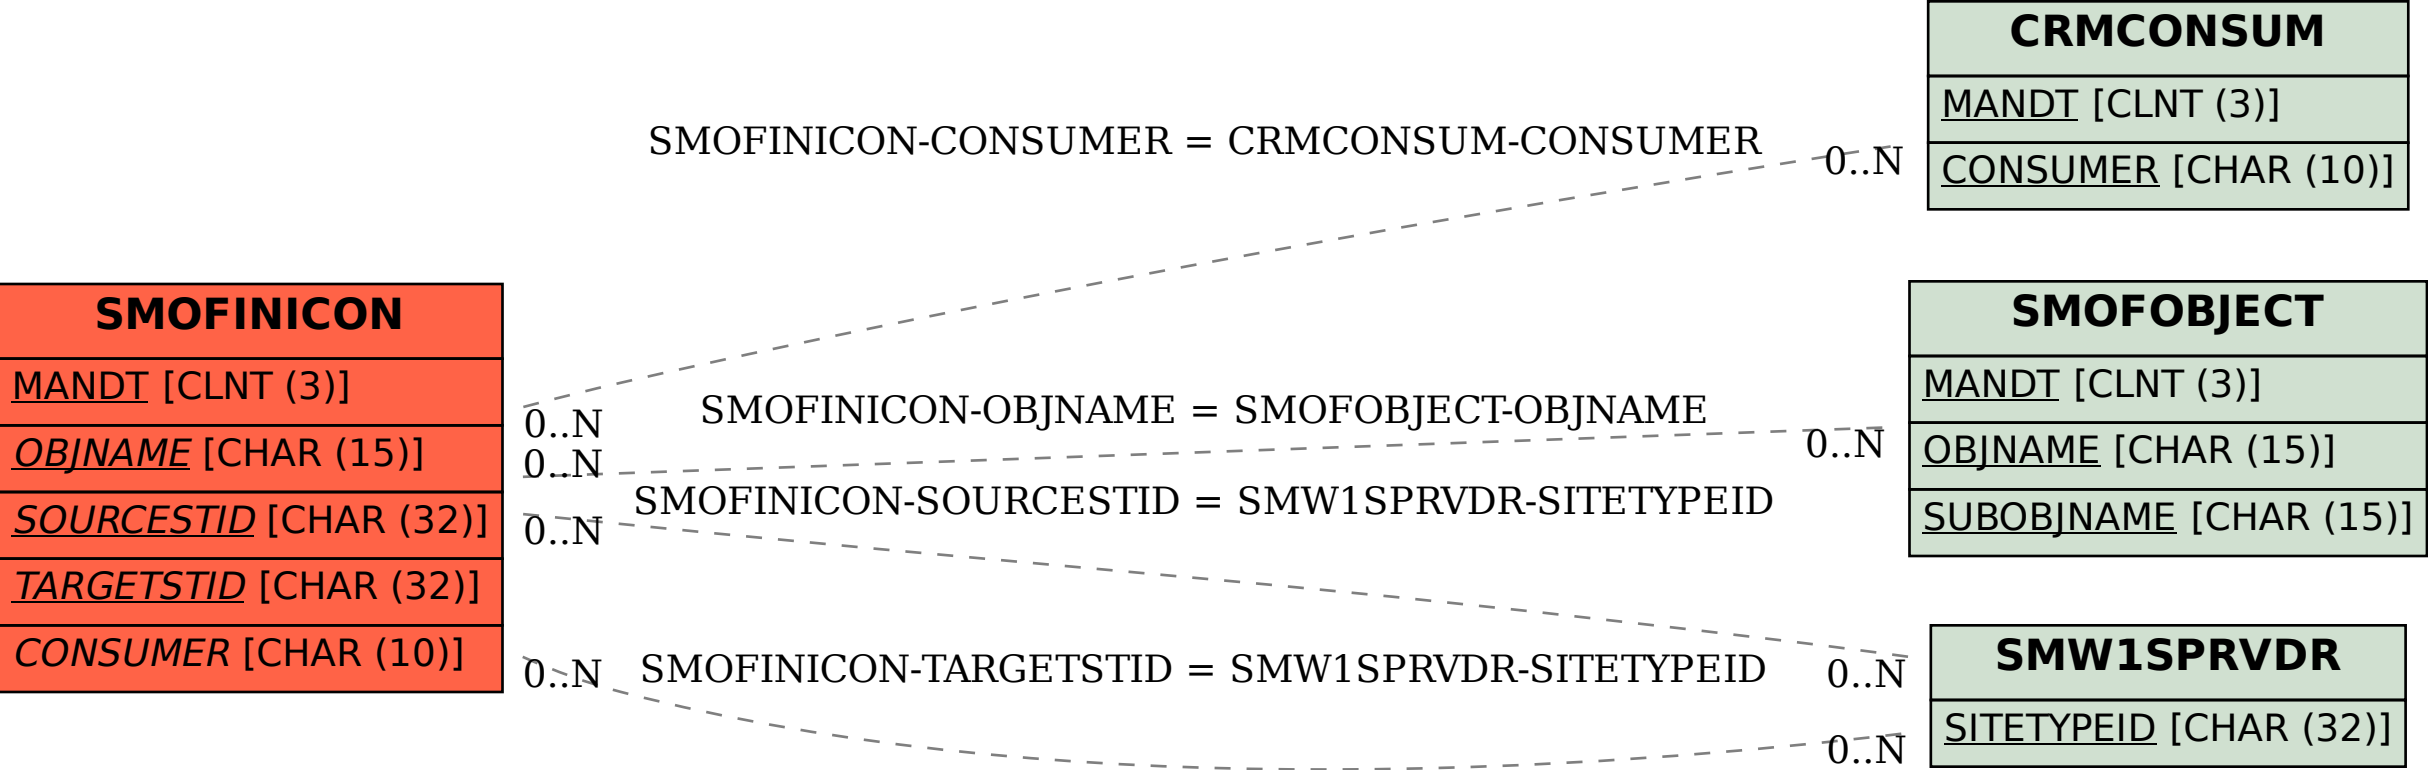 CRMCONSUM
MANDT [CLNT (3)]
CONSUMER [CHAR (10)]
SMOFINICON-CONSUMER = CRMCONSUM-CONSUMER
0..N
SMOFINICON
MANDT [CLNT (3)]
OBJNAME [CHAR (15)]
SOURCESTID [CHAR (32)]
TARGETSTID [CHAR (32)]
CONSUMER [CHAR (10)]
0..N
0..N
0..N
0..N
SMOFINICON-OBJNAME = SMOFOBJECT-OBJNAME
0..N
SMOFINICON-SOURCESTID = SMW1SPRVDR-SITETYPEID
SMOFINICON-TARGETSTID = SMW1SPRVDR-SITETYPEID
0..N
0..N
SMOFOBJECT
MANDT [CLNT (3)]
OBJNAME [CHAR (15)]
SUBOBJNAME [CHAR (15)]
SMW1SPRVDR
SITETYPEID [CHAR (32)]